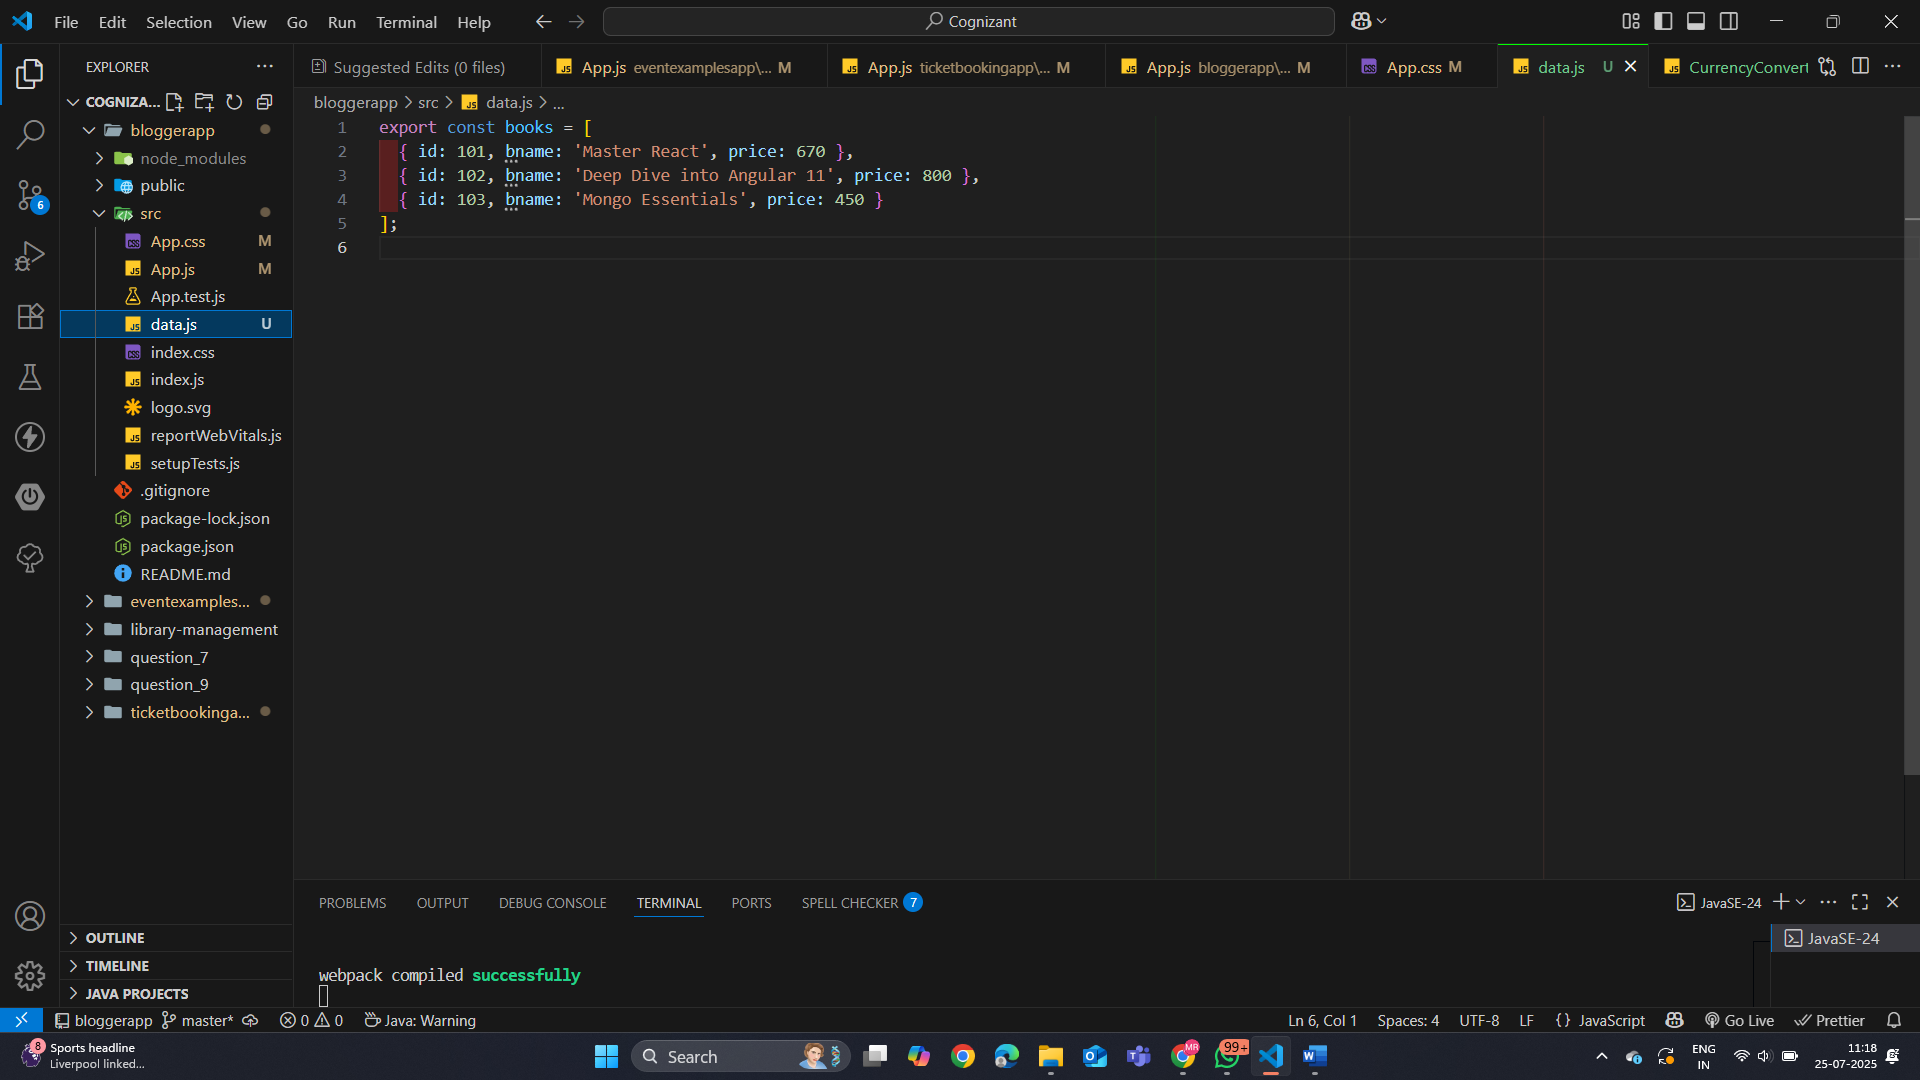 File Edit Selection View Go Run Terminal Help
Cognizant
EXPLORER
Suggested Edits (0 files)
App.js eventexamplesapp\... M
App.js ticketbookingapp\... M
App.js bloggerapp\... M
App.css M
data.js U
CurrencyConvert
COGNIZA...
bloggerapp > src > data.js > ...
bloggerapp
node_modules
public
src
App.css M
App.js M
App.test.js
data.js U
index.css
index.js
logo.svg
reportWebVitals.js
setupTests.js
.gitignore
package-lock.json
package.json
README.md
eventexamples...
library-management
question_7
question_9
ticketbookinga...
6
1 export const books = [
2 { id: 101, bname: 'Master React', price: 670 },
3 { id: 102, bname: 'Deep Dive into Angular 11', price: 800 },
4 { id: 103, bname: 'Mongo Essentials', price: 450 }
5 ];
6
OUTLINE
TIMELINE
JAVA PROJECTS
PROBLEMS OUTPUT DEBUG CONSOLE TERMINAL PORTS SPELL CHECKER 7
JavaSE-24
JavaSE-24
webpack compiled successfully
bloggerapp master* 0 0 Java: Warning
Ln 6, Col 1 Spaces: 4 UTF-8 LF {} JavaScript Go Live Prettier
8
Sports headline
Liverpool linked...
Search
MR
99+
ENG
IN
11:18
25-07-2025